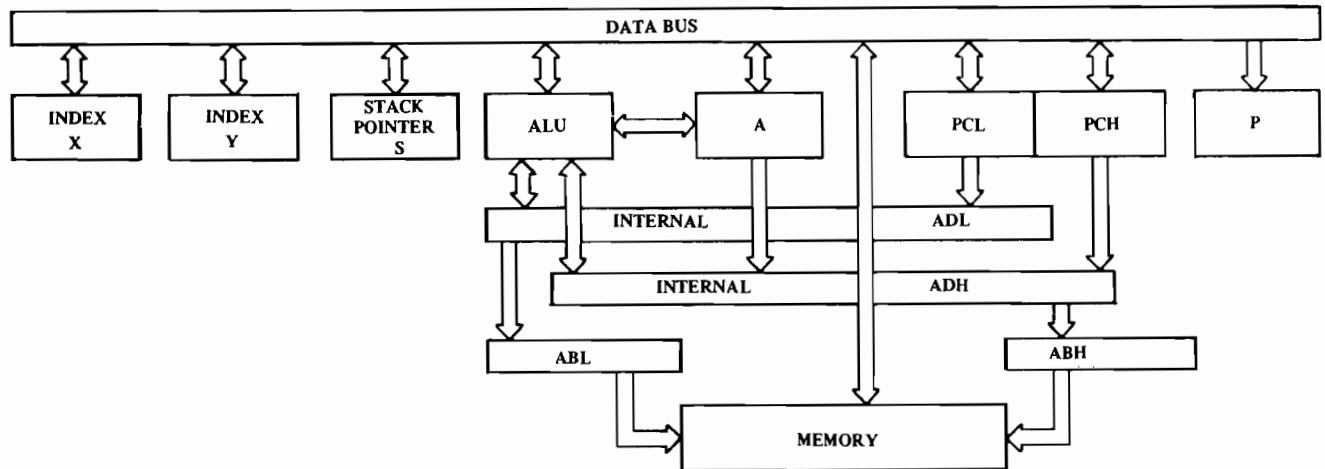 DATA BUS
INDEX
X
INDEX
Y
STACK
POINTER
S
ALU
A
PCL
PCH
P
INTERNAL ADL
INTERNAL ADH
ABL
ABH
MEMORY